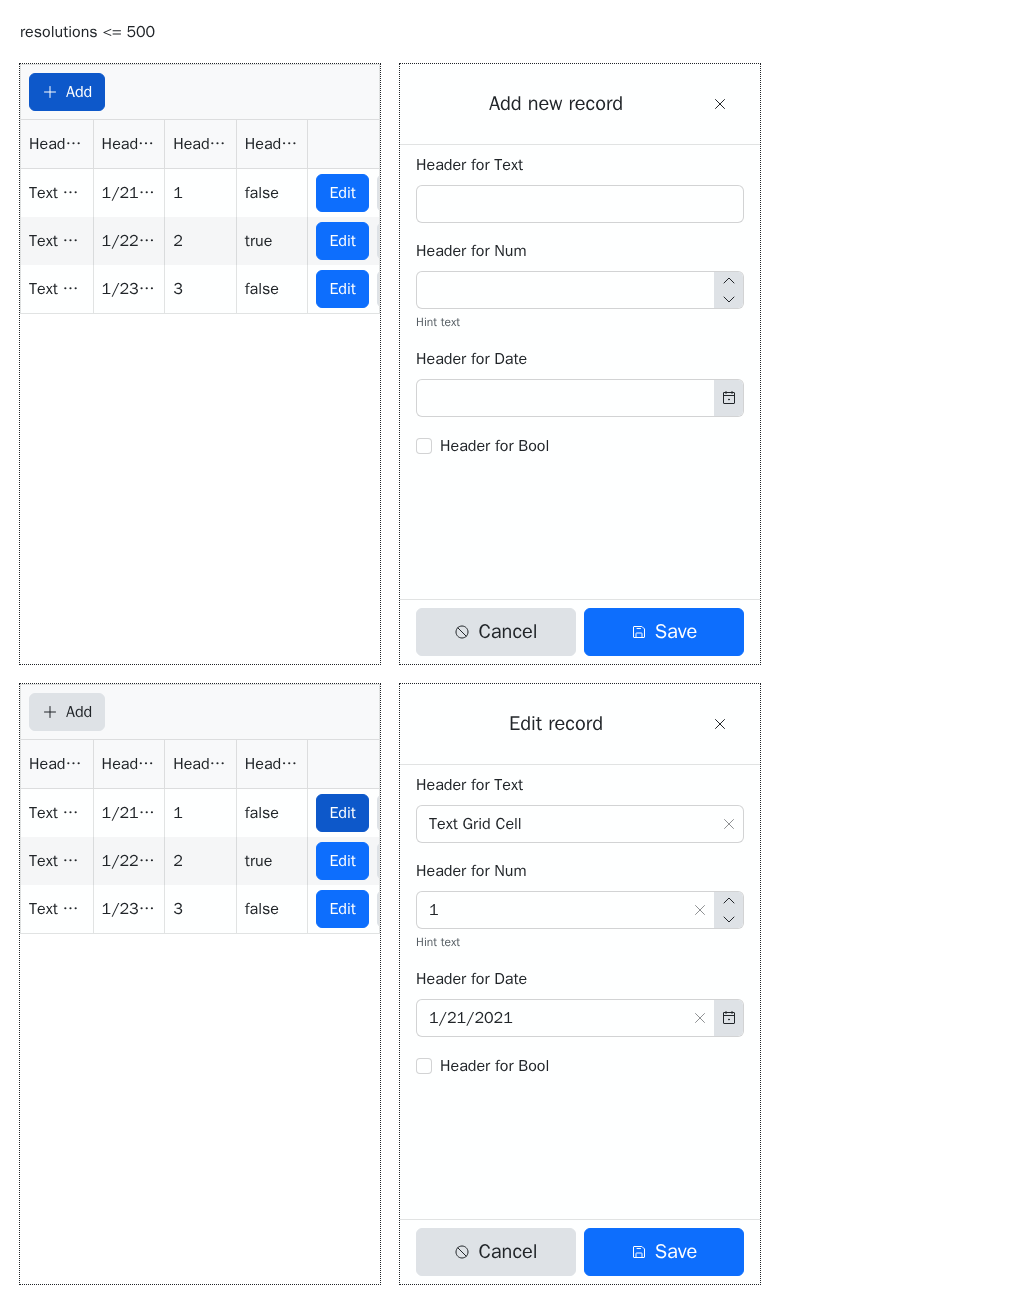 resolutions <= 500
Add
Head… Head… Head… Head…
Text … 1/21… 1 false Edit
Text … 1/22… 2 true Edit
Text … 1/23… 3 false Edit
Add new record
Header for Text
Header for Num
Hint text
Header for Date
Header for Bool
Cancel Save
Add
Head… Head… Head… Head…
Text … 1/21… 1 false Edit
Text … 1/22… 2 true Edit
Text … 1/23… 3 false Edit
Edit record
Header for Text
Text Grid Cell
Header for Num
1
Hint text
Header for Date
1/21/2021
Header for Bool
Cancel Save